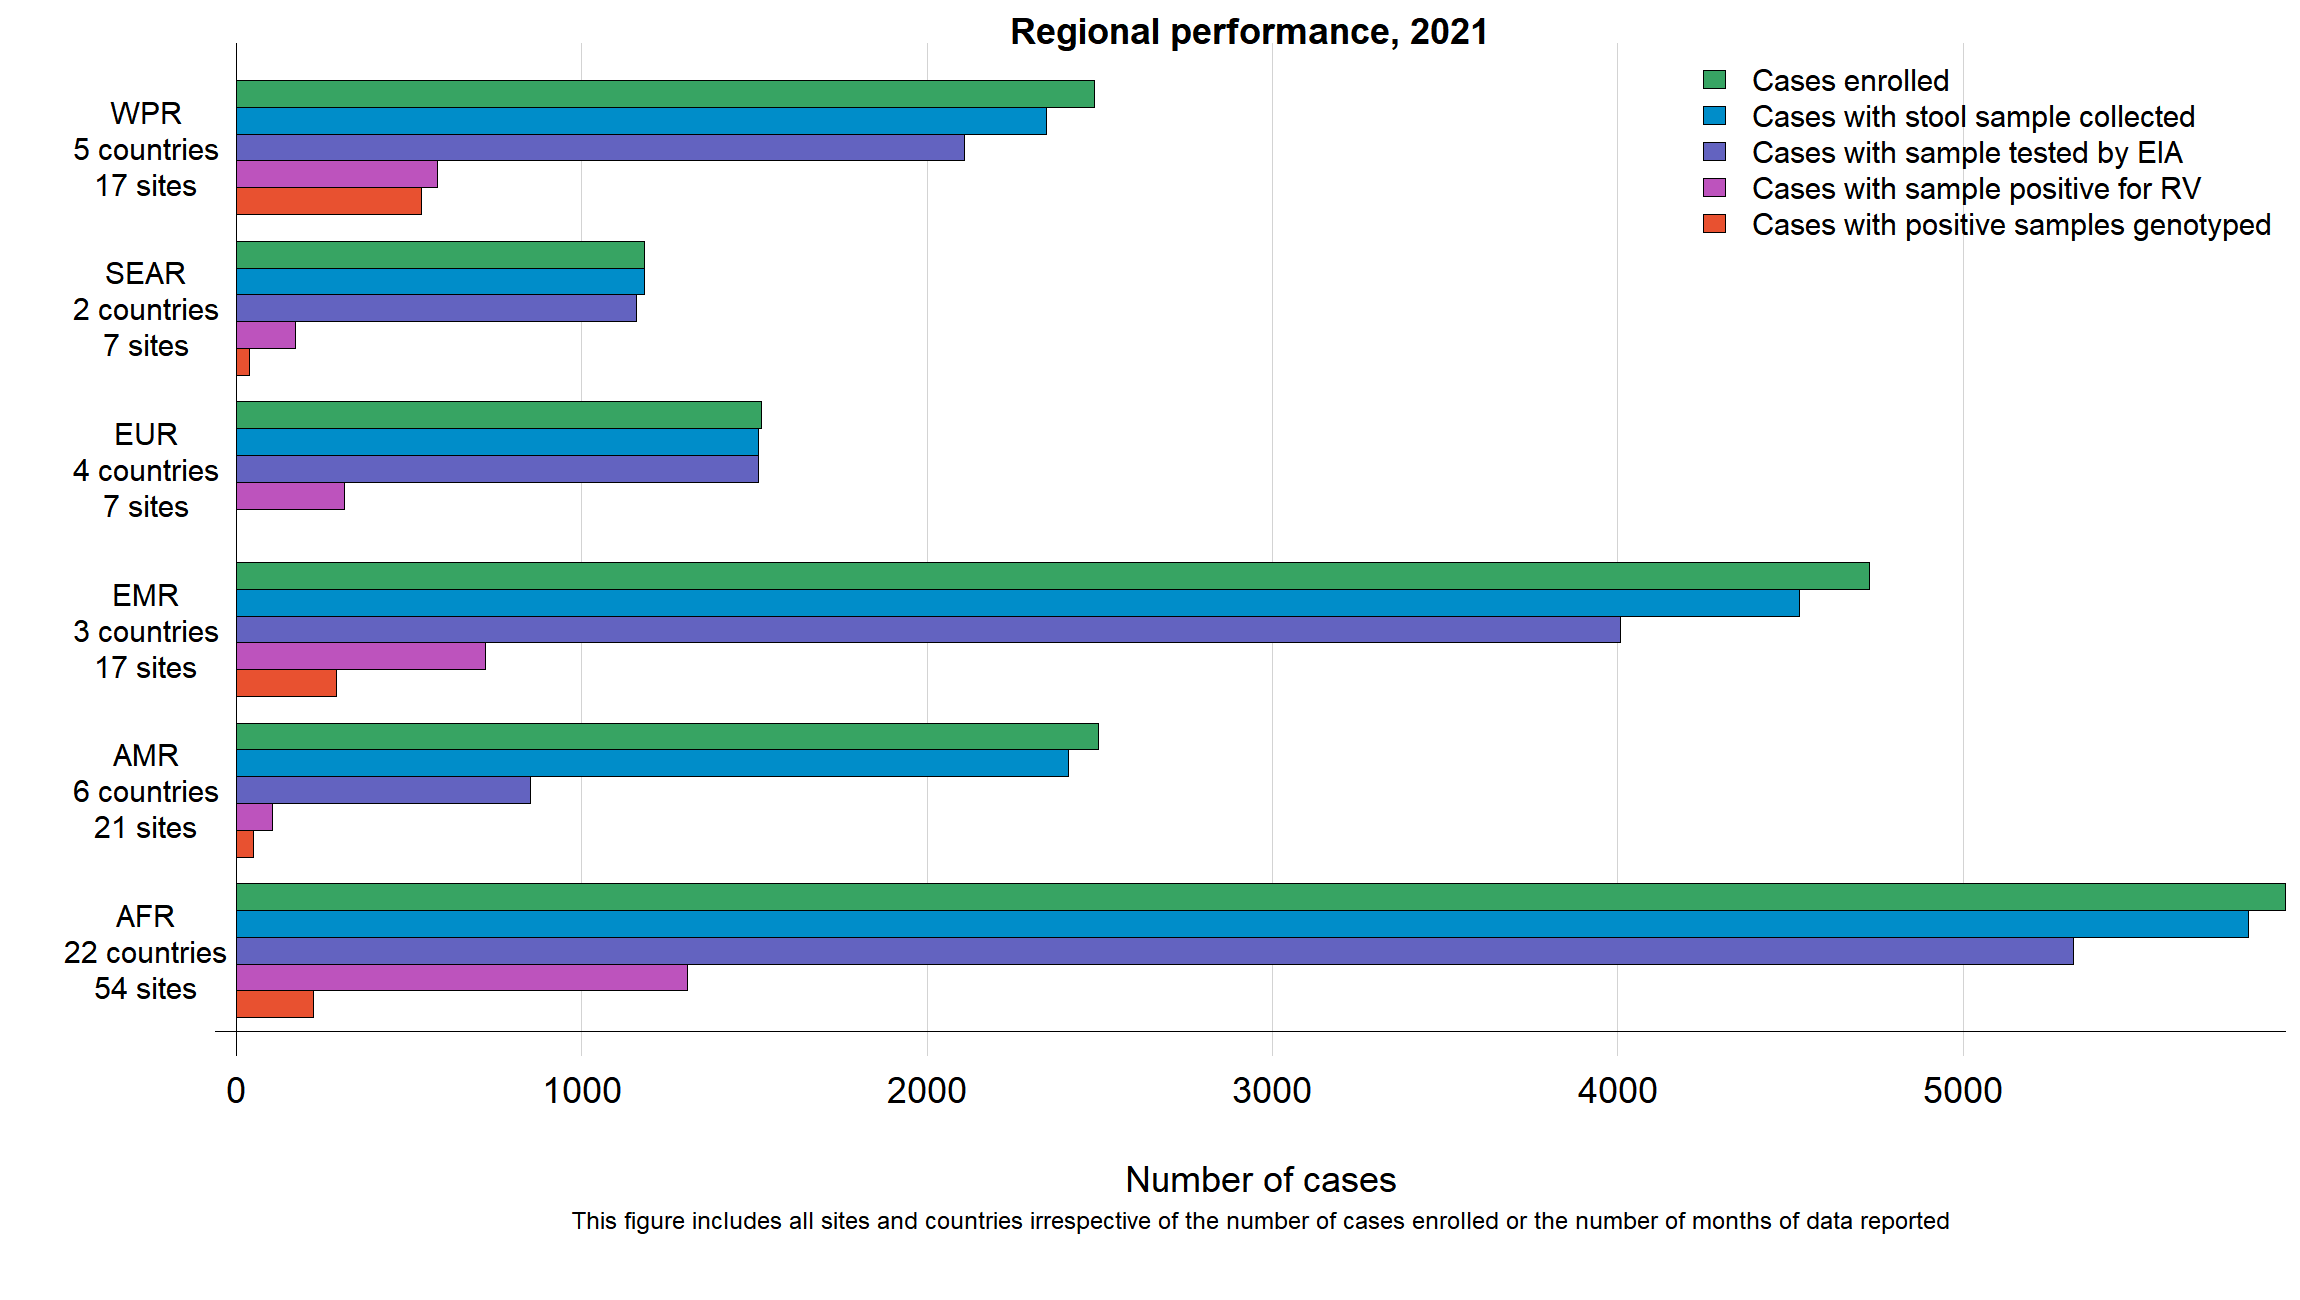 Regional performance, 2021
Cases enrolled
Cases with stool sample collected
Cases with sample tested by EIA
Cases with sample positive for RV
Cases with positive samples genotyped
WPR
5 countries
17 sites
SEAR
2 countries
7 sites
EUR
4 countries
7 sites
EMR
3 countries
17 sites
AMR
6 countries
21 sites
AFR
22 countries
54 sites
0 1000 2000 3000 4000 5000
Number of cases
This figure includes all sites and countries irrespective of the number of cases enrolled or the number of months of data reported